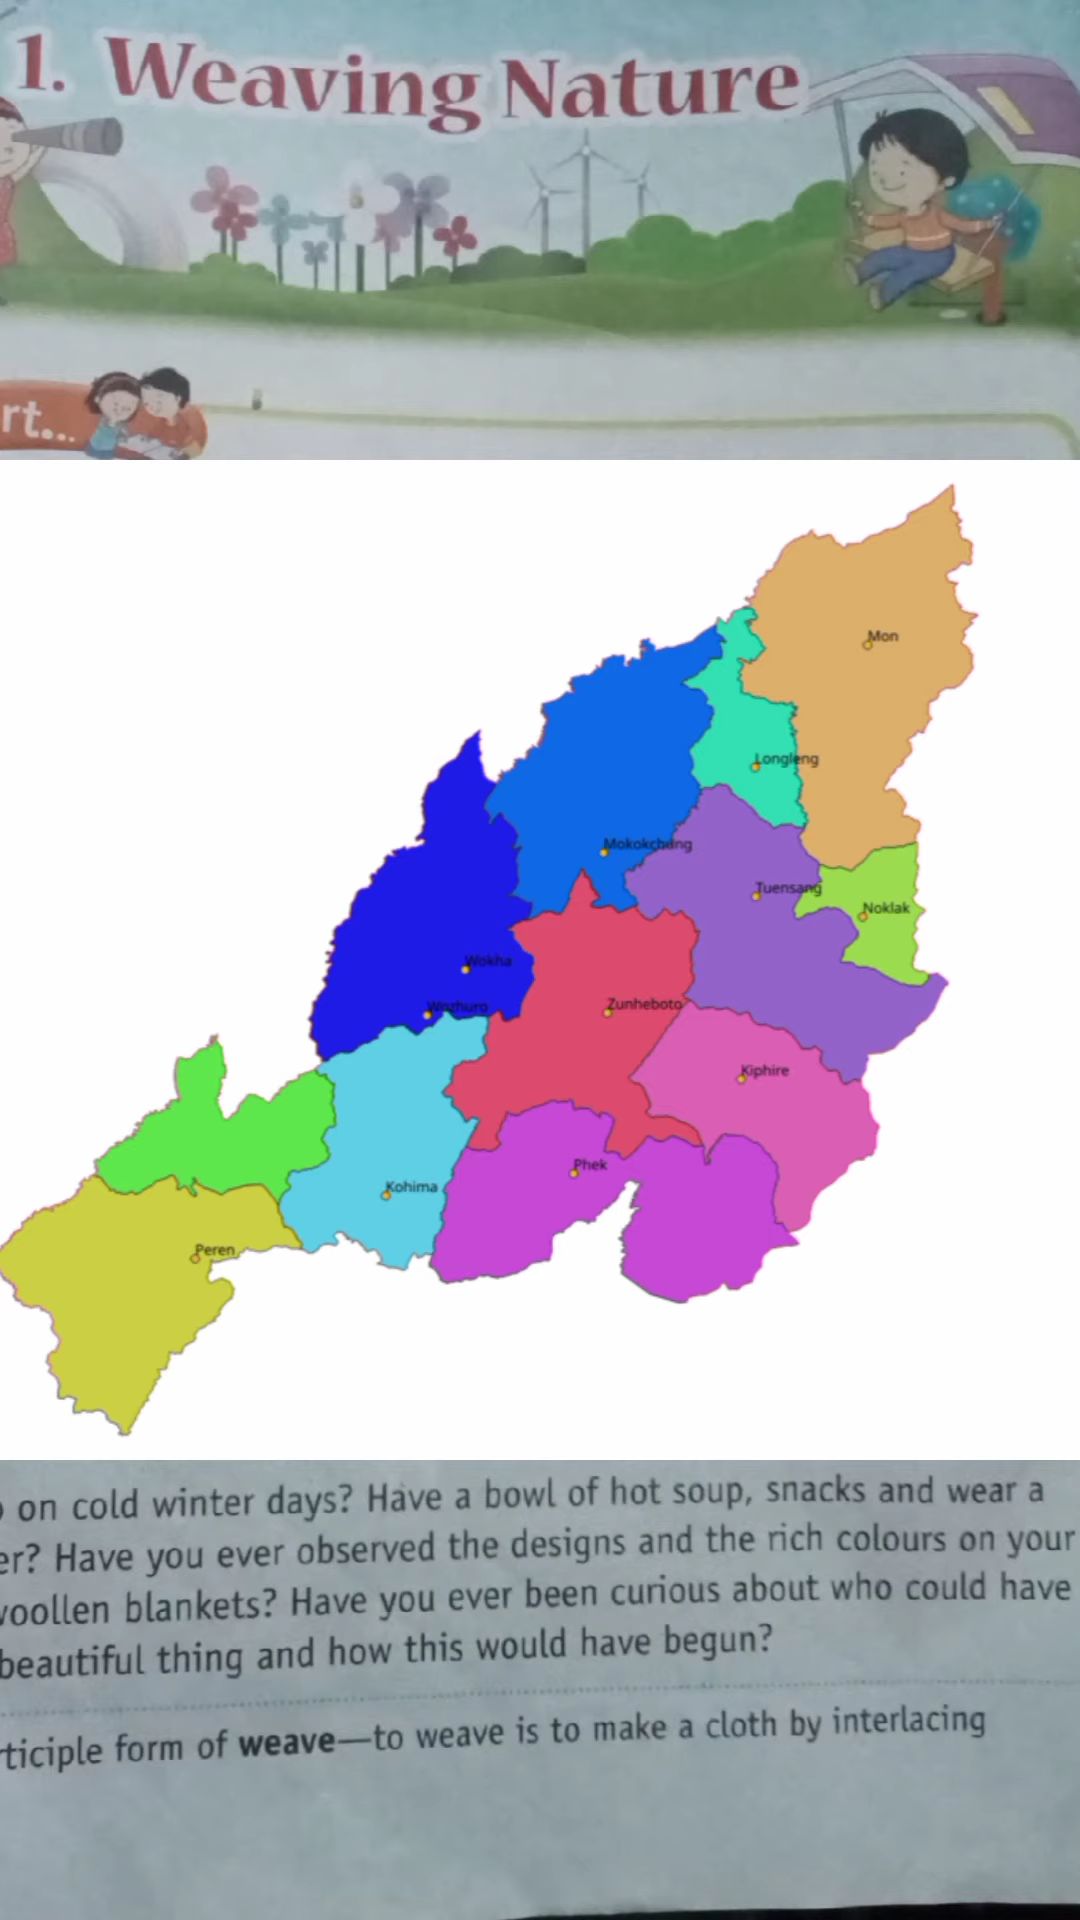 1. Weaving Nature
rt...
Mon
Longleng
Mokokchung
Tuensang
Noklak
Wokha
Wozhuro
Zunheboto
Kiphire
Phek
Kohima
Peren
on cold winter days? Have a bowl of hot soup, snacks and wear a
er? Have you ever observed the designs and the rich colours on your
woollen blankets? Have you ever been curious about who could have
beautiful thing and how this would have begun?
rticiple form of weave—to weave is to make a cloth by interlacing